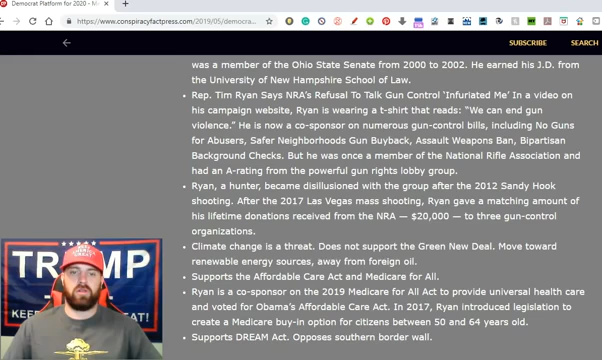 Democrat Platform for 2020 - M
https://www.conspiracyfactpress.com/2019/05/democra...
SUBSCRIBE
SEARCH
was a member of the Ohio State Senate from 2000 to 2002. He earned his J.D. from
the University of New Hampshire School of Law.
• Rep. Tim Ryan Says NRA's Refusal To Talk Gun Control 'Infuriated Me' In a video on
his campaign website, Ryan is wearing a t-shirt that reads: "We can end gun
violence." He is now a co-sponsor on numerous gun-control bills, including No Guns
for Abusers, Safer Neighborhoods Gun Buyback, Assault Weapons Ban, Bipartisan
Background Checks. But he was once a member of the National Rifle Association and
had an A-rating from the powerful gun rights lobby group.
• Ryan, a hunter, became disillusioned with the group after the 2012 Sandy Hook
shooting. After the 2017 Las Vegas mass shooting, Ryan gave a matching amount of
his lifetime donations received from the NRA — $20,000 — to three gun-control
organizations.
• Climate change is a threat. Does not support the Green New Deal. Move toward
renewable energy sources, away from foreign oil.
• Supports the Affordable Care Act and Medicare for All.
• Ryan is a co-sponsor on the 2019 Medicare for All Act to provide universal health care
and voted for Obama's Affordable Care Act. In 2017, Ryan introduced legislation to
create a Medicare buy-in option for citizens between 50 and 64 years old.
• Supports DREAM Act. Opposes southern border wall.
TRUMP
KEE
AT!